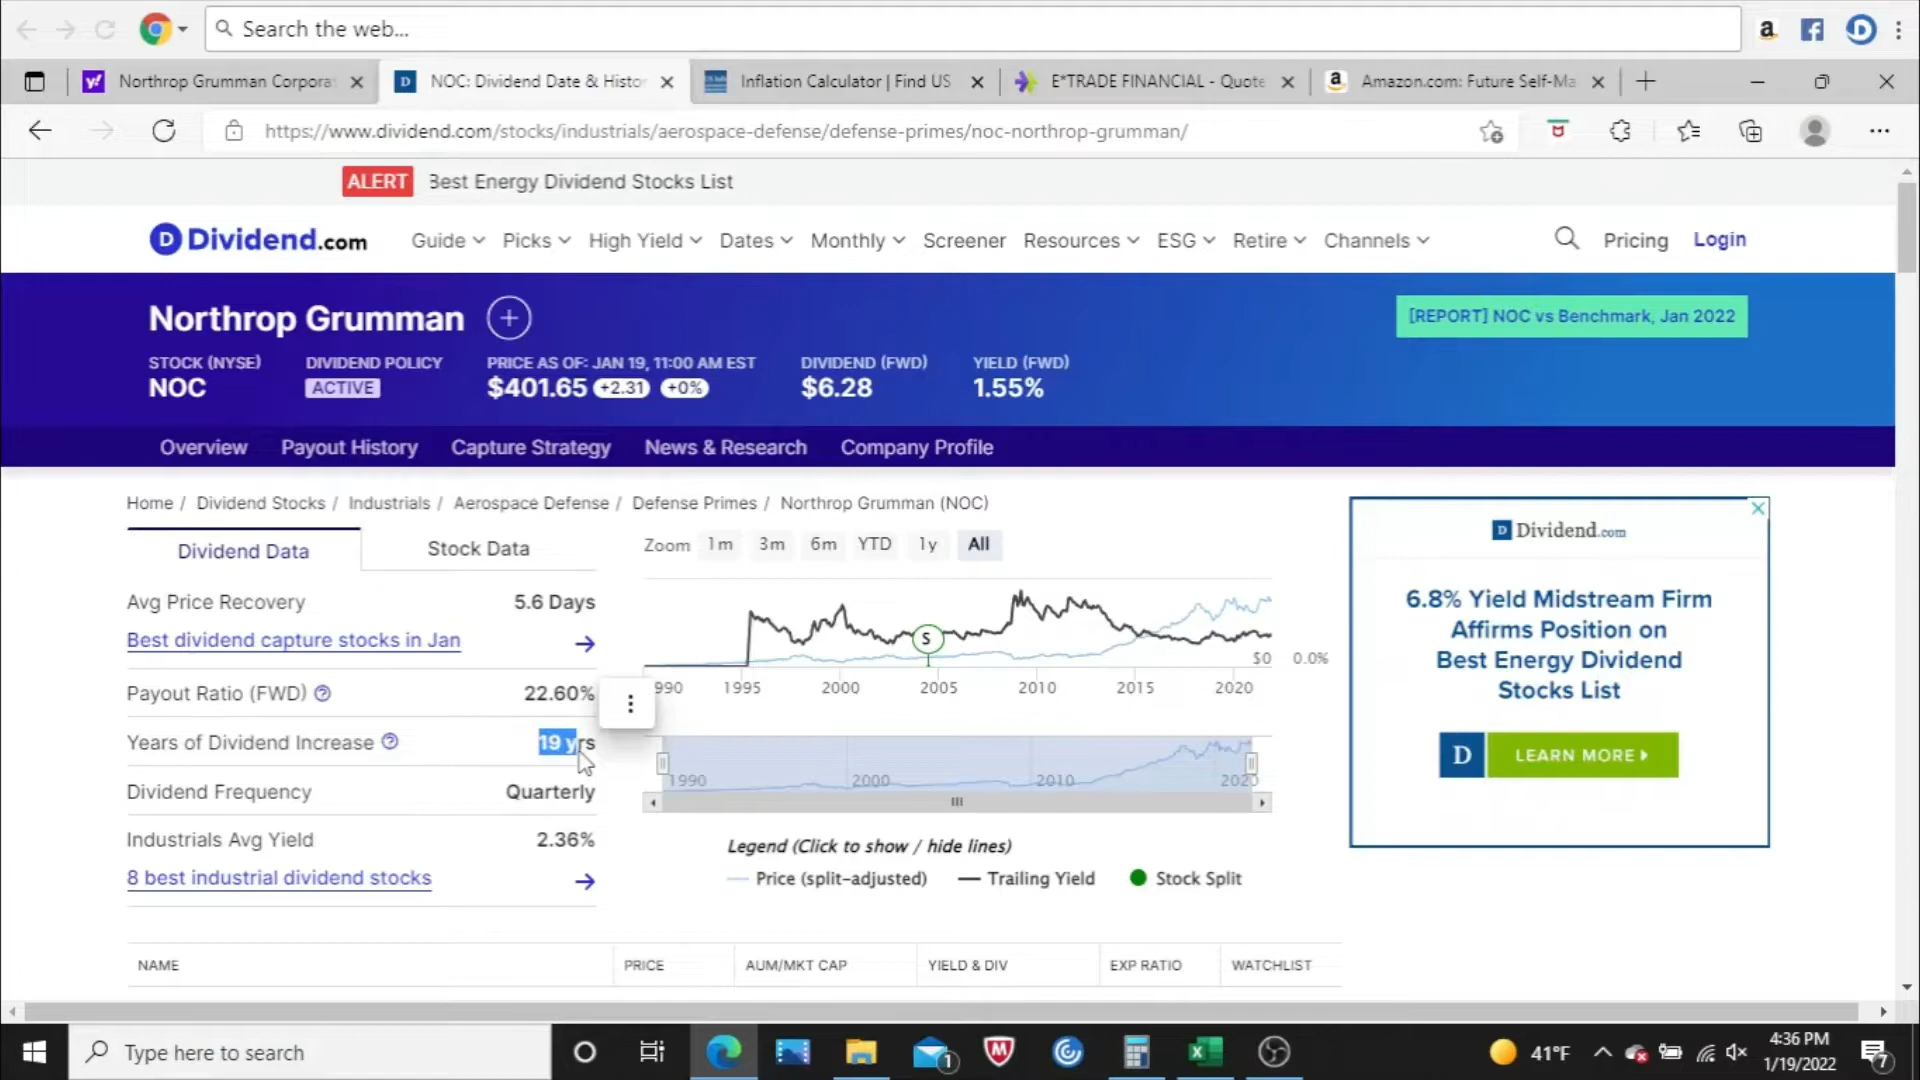 Search the web...
Northrop Grumman Corpora
NOC: Dividend Date & Histor
Inflation Calculator | Find US
E*TRADE FINANCIAL - Quote
Amazon.com: Future Self-Ma
https://www.dividend.com/stocks/industrials/aerospace-defense/defense-primes/noc-northrop-grumman/
ALERT Best Energy Dividend Stocks List
Dividend.com
Guide Picks High Yield Dates Monthly Screener Resources ESG Retire Channels Pricing Login
Northrop Grumman
[REPORT] NOC vs Benchmark, Jan 2022
STOCK (NYSE) DIVIDEND POLICY PRICE AS OF: JAN 19, 11:00 AM EST DIVIDEND (FWD) YIELD (FWD)
NOC ACTIVE $401.65 +2.31 +0% $6.28 1.55%
Overview Payout History Capture Strategy News & Research Company Profile
Home / Dividend Stocks / Industrials / Aerospace Defense / Defense Primes / Northrop Grumman (NOC)
Dividend Data Stock Data
Avg Price Recovery 5.6 Days
Best dividend capture stocks in Jan
Payout Ratio (FWD) 22.60%
Years of Dividend Increase 19 yrs
Dividend Frequency Quarterly
Industrials Avg Yield 2.36%
8 best industrial dividend stocks
Zoom 1m 3m 6m YTD 1y All
S
$0 0.0%
990 1995 2000 2005 2010 2015 2020
1990 2000 2010 2020
Legend (Click to show / hide lines)
Price (split-adjusted) Trailing Yield Stock Split
D Dividend.com
6.8% Yield Midstream Firm
Affirms Position on
Best Energy Dividend
Stocks List
D LEARN MORE
NAME PRICE AUM/MKT CAP YIELD & DIV EXP RATIO WATCHLIST
Type here to search
1
41°F
4:36 PM
1/19/2022
7